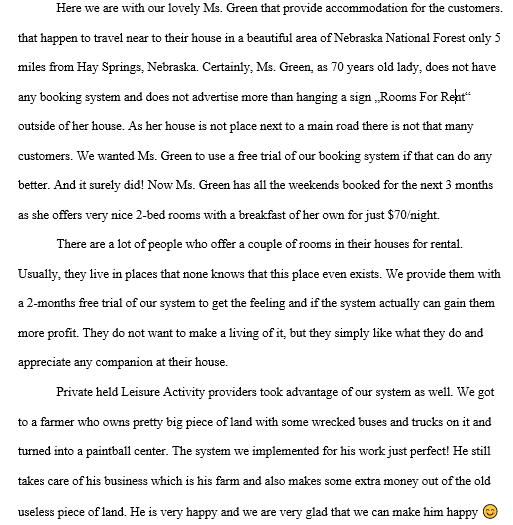 Here we are with our lovely Ms. Green that provide accommodation for the customers.
that happen to travel near to their house in a beautiful area of Nebraska National Forest only 5
miles from Hay Springs, Nebraska. Certainly, Ms. Green, as 70 years old lady, does not have
any booking system and does not advertise more than hanging a sign „Rooms For Rent“
outside of her house. As her house is not place next to a main road there is not that many
customers. We wanted Ms. Green to use a free trial of our booking system if that can do any
better. And it surely did! Now Ms. Green has all the weekends booked for the next 3 months
as she offers very nice 2-bed rooms with a breakfast of her own for just $70/night.
There are a lot of people who offer a couple of rooms in their houses for rental.
Usually, they live in places that none knows that this place even exists. We provide them with
a 2-months free trial of our system to get the feeling and if the system actually can gain them
more profit. They do not want to make a living of it, but they simply like what they do and
appreciate any companion at their house.
Private held Leisure Activity providers took advantage of our system as well. We got
to a farmer who owns pretty big piece of land with some wrecked buses and trucks on it and
turned into a paintball center. The system we implemented for his work just perfect! He still
takes care of his business which is his farm and also makes some extra money out of the old
useless piece of land. He is very happy and we are very glad that we can make him happy 😊